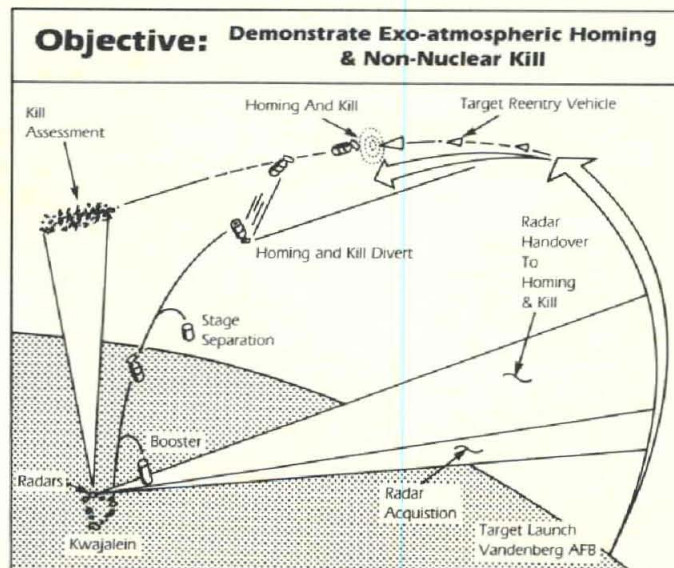 Objective: Demonstrate Exo-atmospheric Homing
& Non-Nuclear Kill
Kill
Assessment
Homing And Kill
Target Reentry Vehicle
Homing and Kill Divert
Radar
Handover
To
Homing
& Kill
Stage
Separation
Booster
Radars
Kwajalein
Radar
Acquistion
Target Launch
Vandenberg AFB